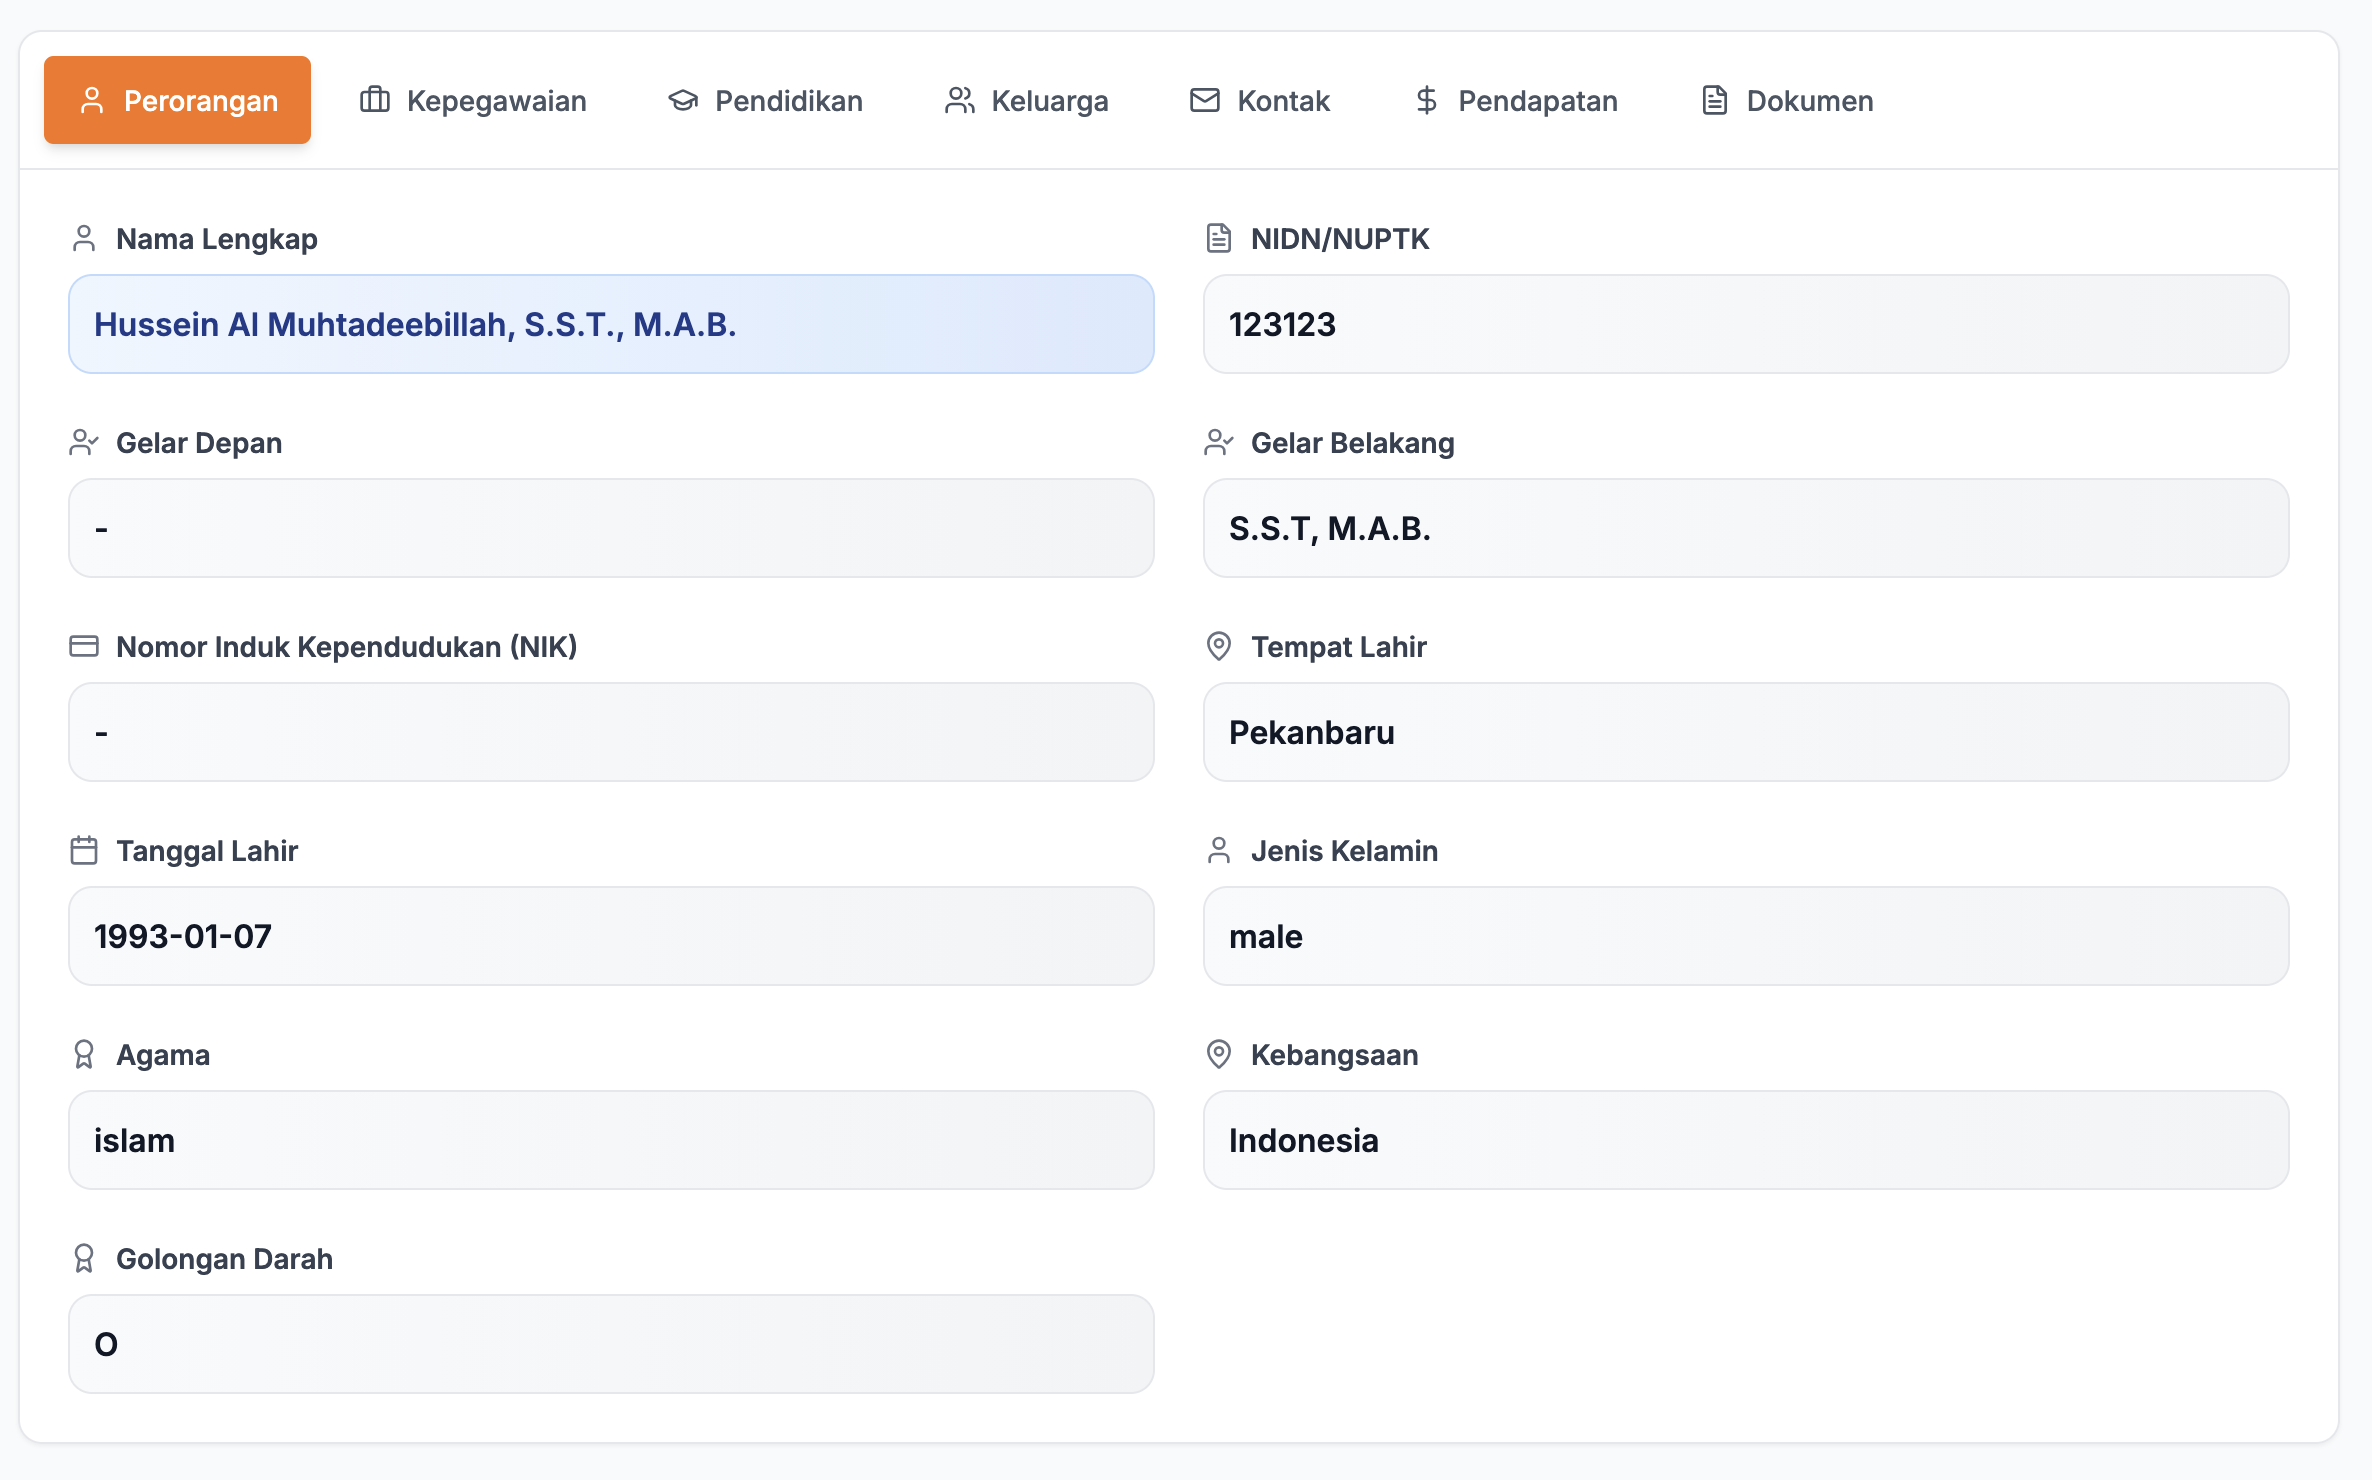 Perorangan
Kepegawaian
Pendidikan
Keluarga
Kontak
Pendapatan
Dokumen
Nama Lengkap
Hussein Al Muhtadeebillah, S.S.T., M.A.B.
NIDN/NUPTK
123123
Gelar Depan
-
Gelar Belakang
S.S.T, M.A.B.
Nomor Induk Kependudukan (NIK)
-
Tempat Lahir
Pekanbaru
Tanggal Lahir
1993-01-07
Jenis Kelamin
male
Agama
islam
Kebangsaan
Indonesia
Golongan Darah
O